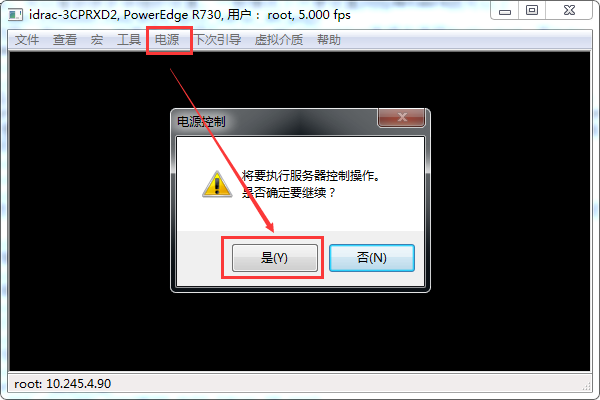 idrac-3CPRXD2, PowerEdge R730, 用户： root, 5.000 fps
文件 查看 宏 工具 电源 下次引导 虚拟介质 帮助
电源控制
将要执行服务器控制操作。
是否确定要继续？
是(Y) 否(N)
root: 10.245.4.90